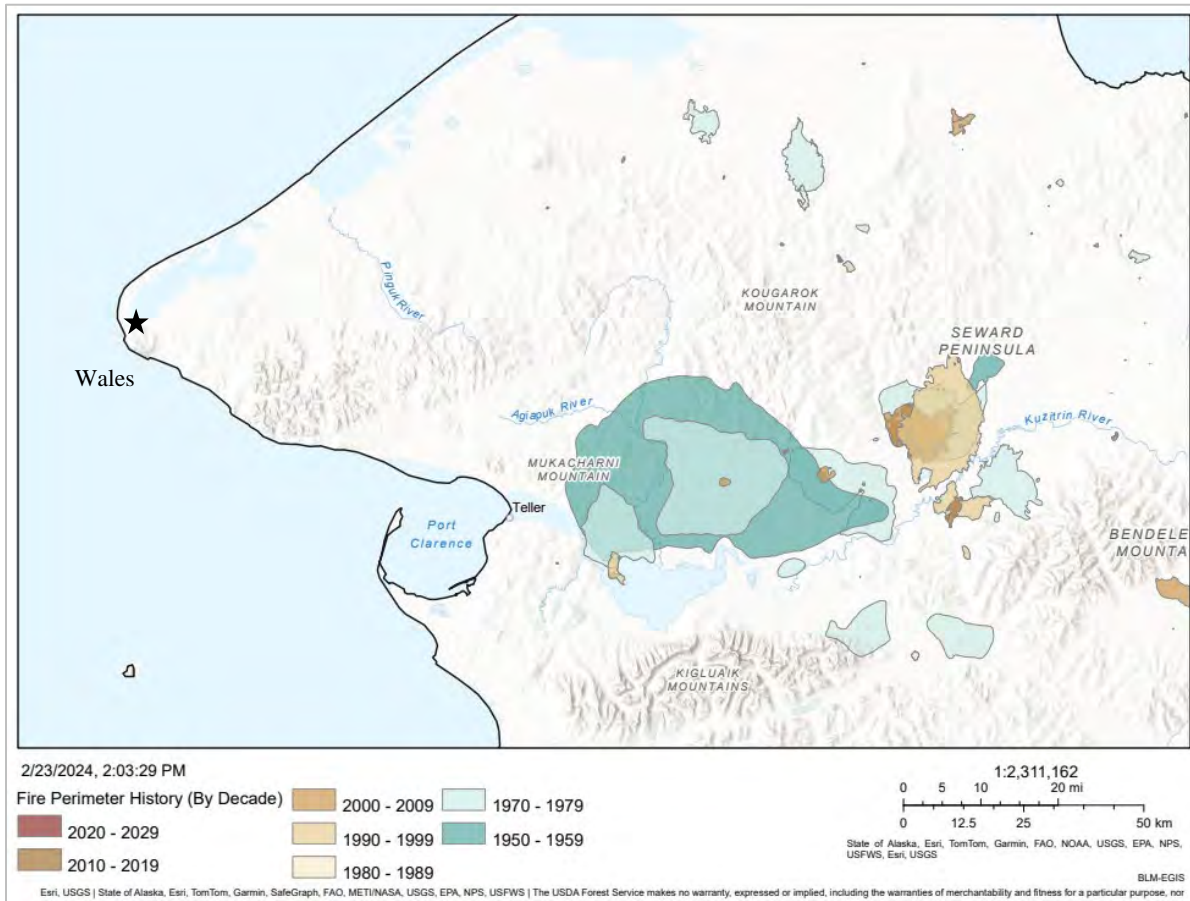 KOUGAROK
MOUNTAIN
SEWARD
PENINSULA
Pinguk River
Wales
Agiapuk River
Kuzitrin River
MUKACHARNI
MOUNTAIN
Teller
Port
Clarence
BENDELE
MOUNTA
KIGLUAIK
MOUNTAINS
2/23/2024, 2:03:29 PM
1:2,311,162
Fire Perimeter History (By Decade)
2020 - 2029
2010 - 2019
2000 - 2009
1990 - 1999
1980 - 1989
1970 - 1979
1950 - 1959
0 5 10 20 mi
0 12.5 25 50 km
State of Alaska, Esri, TomTom, Garmin, FAO, NOAA, USGS, EPA, NPS,
USFWS, Esri, USGS
BLM-EGIS
Esri, USGS | State of Alaska, Esri, TomTom, Garmin, SafeGraph, FAO, METI/NASA, USGS, EPA, NPS, USFWS | The USDA Forest Service makes no warranty, expressed or implied, including the warranties of merchantability and fitness for a particular purpose, nor